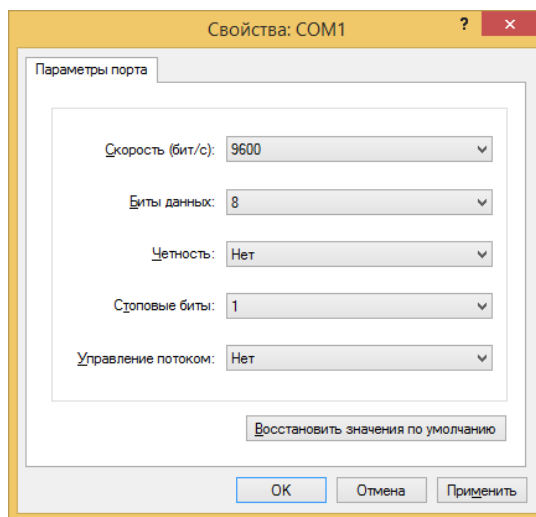 Свойства: COM1
?
Параметры порта
Скорость (бит/с): 9600
Биты данных: 8
Четность: Нет
Стоповые биты: 1
Управление потоком: Нет
Восстановить значения по умолчанию
OK Отмена Применить